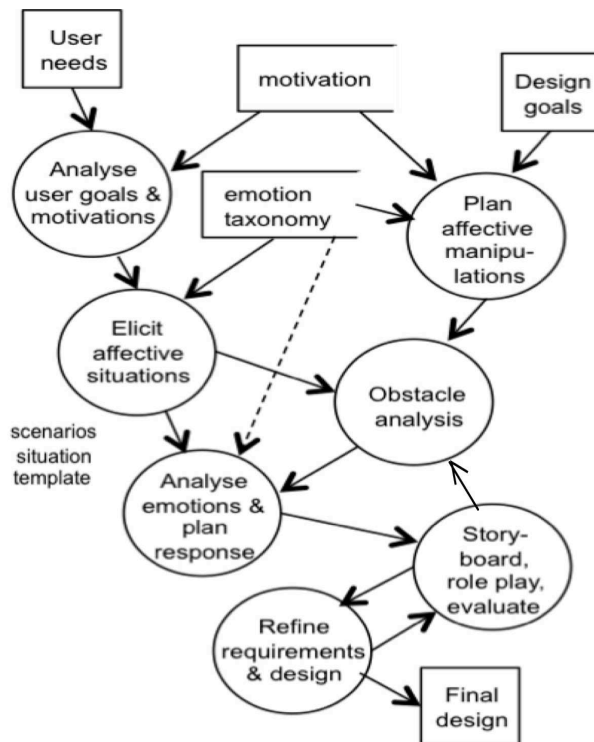 User
needs
motivation
Design
goals
Analyse
user goals &
motivations
emotion
taxonomy
Plan
affective
manipu-
lations
Elicit
affective
situations
Obstacle
analysis
scenarios
situation
template
Analyse
emotions &
plan
response
Story-
board,
role play,
evaluate
Refine
requirements
& design
Final
design